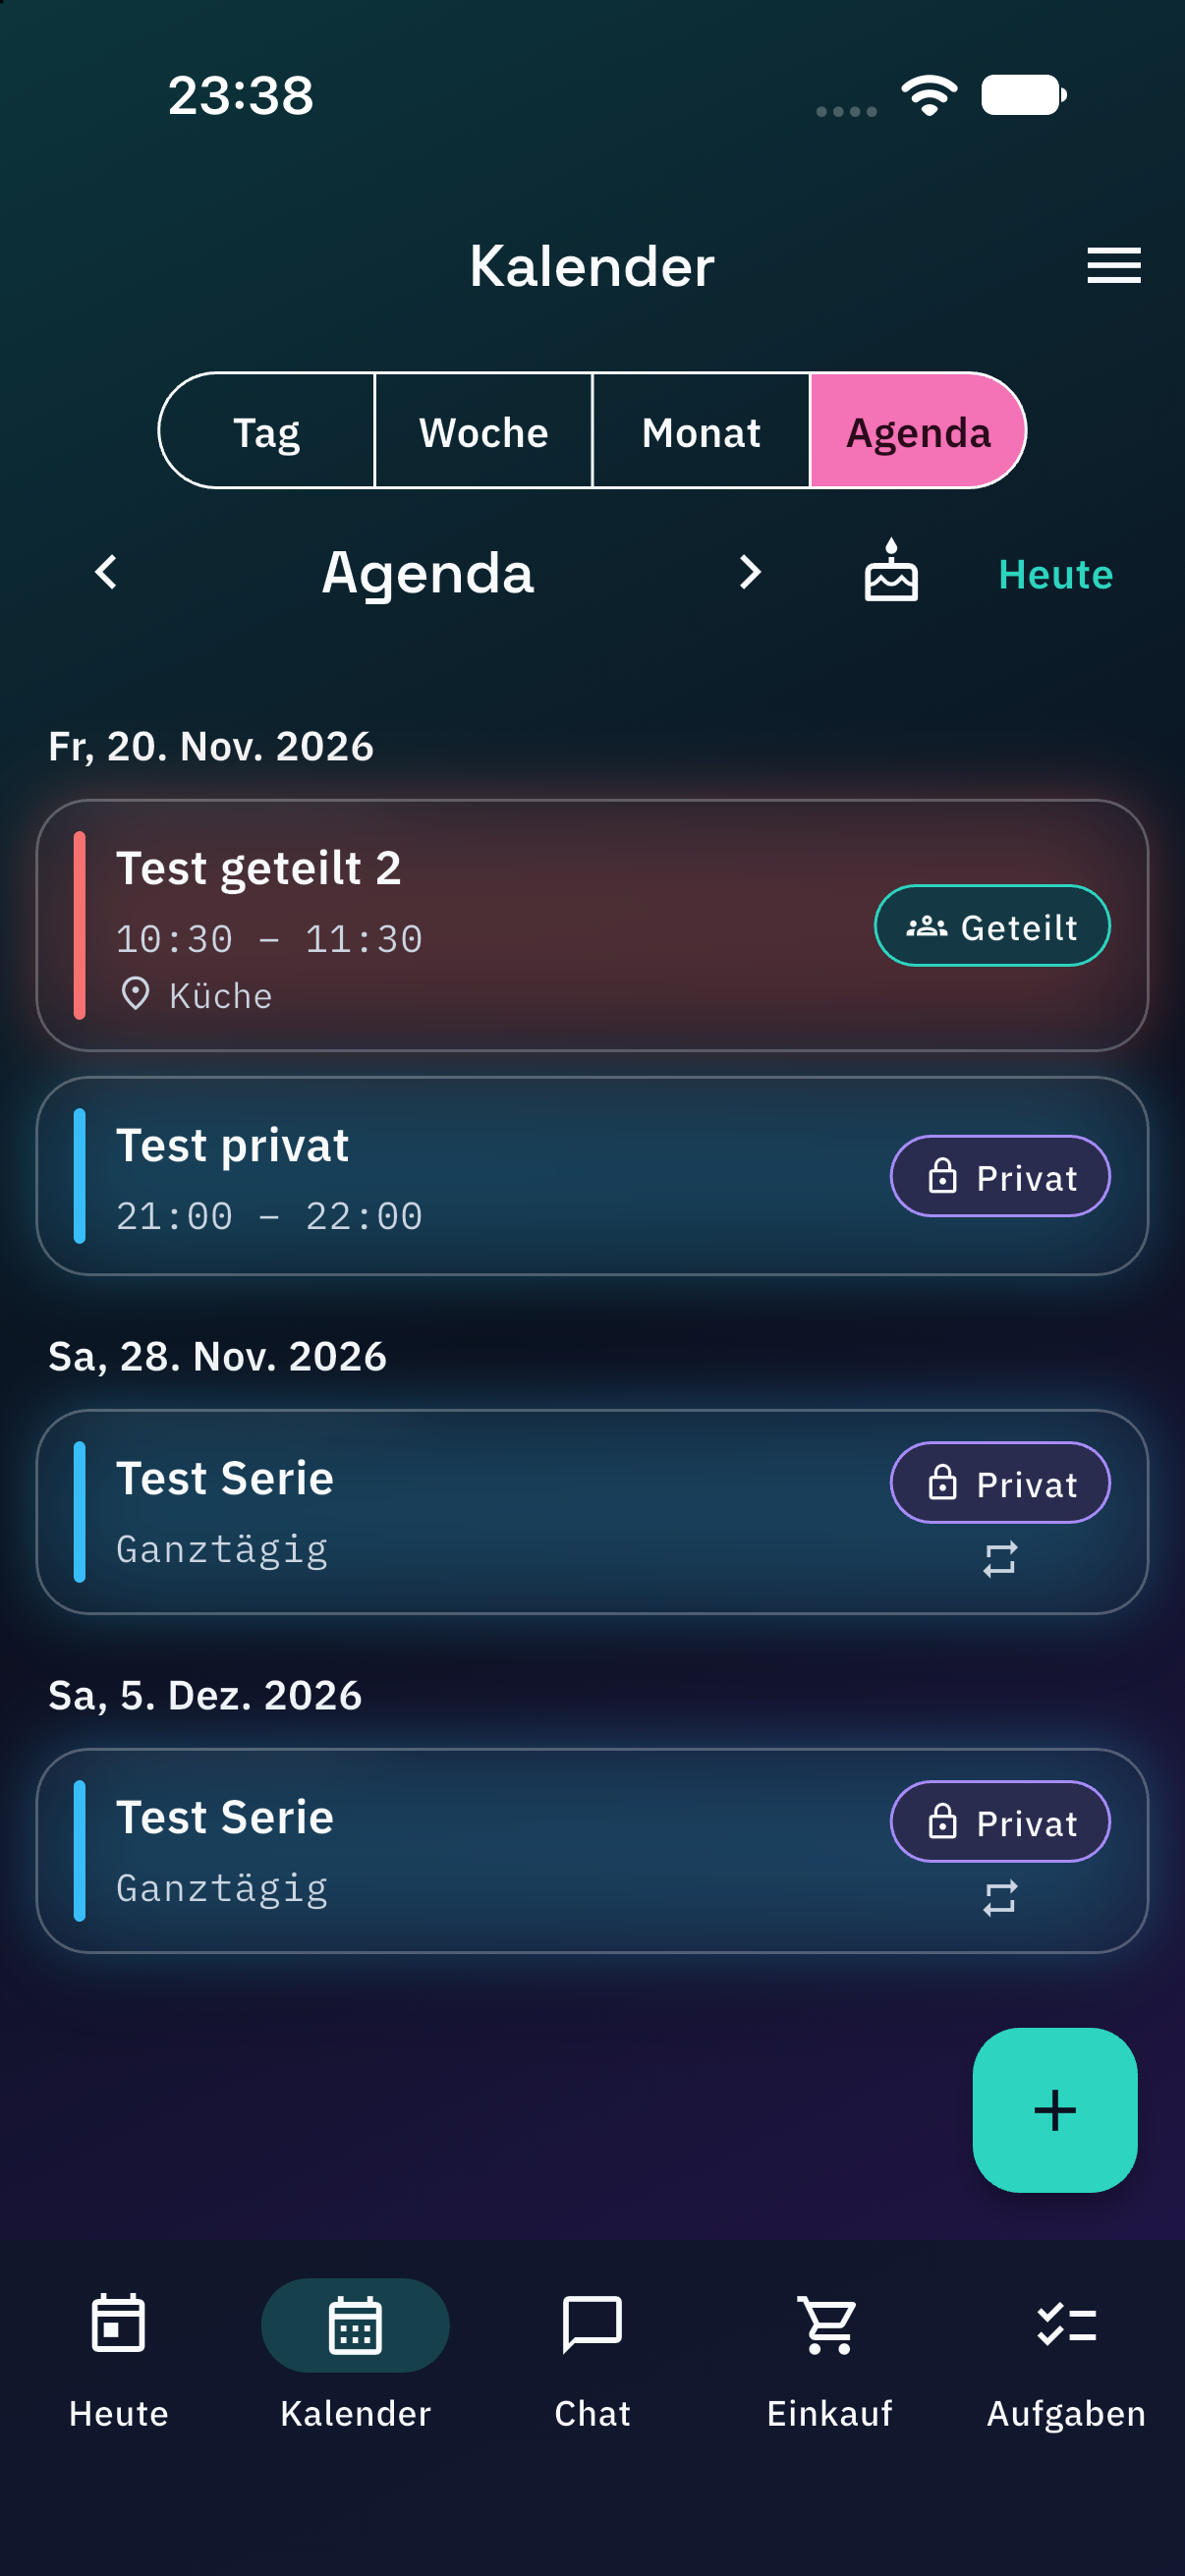 23:38
Kalender
Tag Woche Monat Agenda
Agenda Heute
Fr, 20. Nov. 2026
Test geteilt 2
10:30 – 11:30
Geteilt
Küche
Test privat
21:00 – 22:00
Privat
Sa, 28. Nov. 2026
Test Serie
Privat
Ganztägig
Sa, 5. Dez. 2026
Test Serie
Privat
Ganztägig
Heute Kalender Chat Einkauf Aufgaben